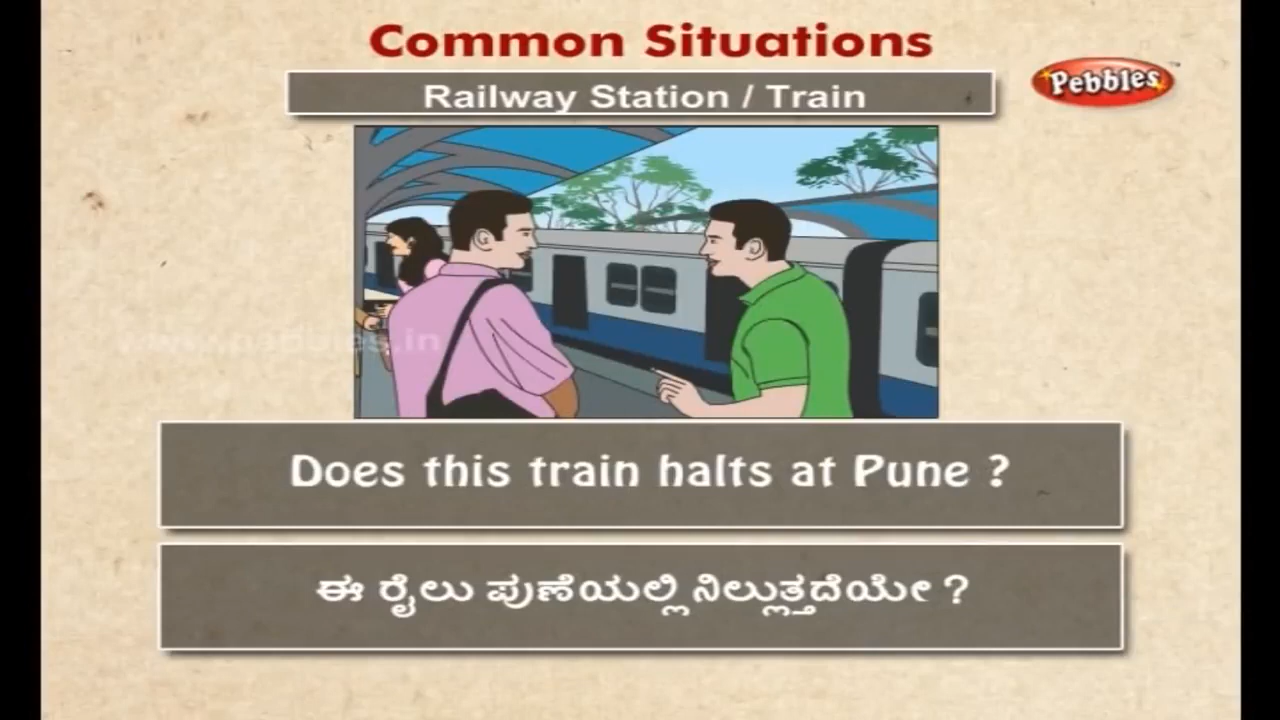 Common Situations
Railway Station / Train
Pebbles
Does this train halts at Pune ?
ಈ ರೈಲು ಪುಣೆಯಲ್ಲಿ ನಿಲ್ಲುತ್ತದೆಯೇ ?